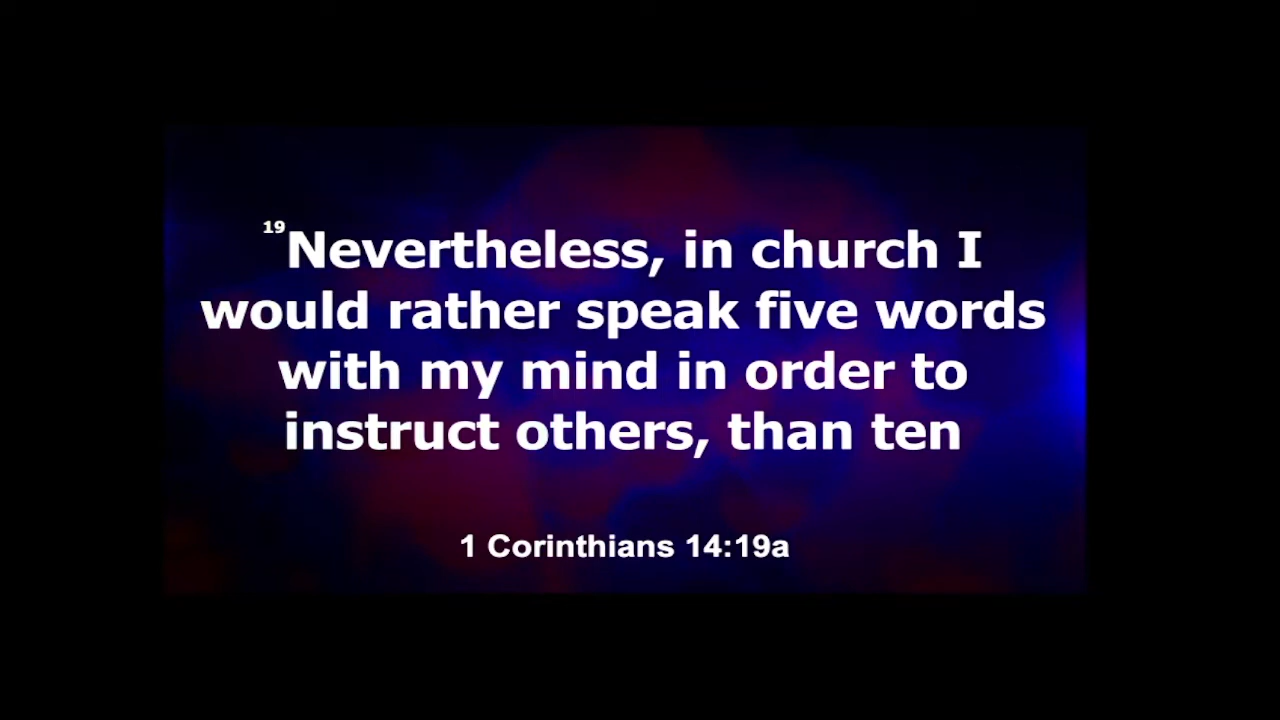 19Nevertheless, in church I
would rather speak five words
with my mind in order to
instruct others, than ten
1 Corinthians 14:19a